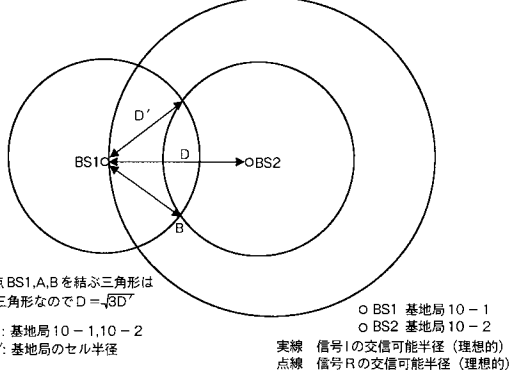 D′
BS1
D
BS2
B
点BS1,A,Bを結ぶ三角形は
三角形なのでD=√3D′
: 基地局10－1,10－2
′: 基地局のセル半径
BS1 基地局10－1
BS2 基地局10－2
実線 信号Iの交信可能半径（理想的）
点線 信号Rの交信可能半径（理想的）